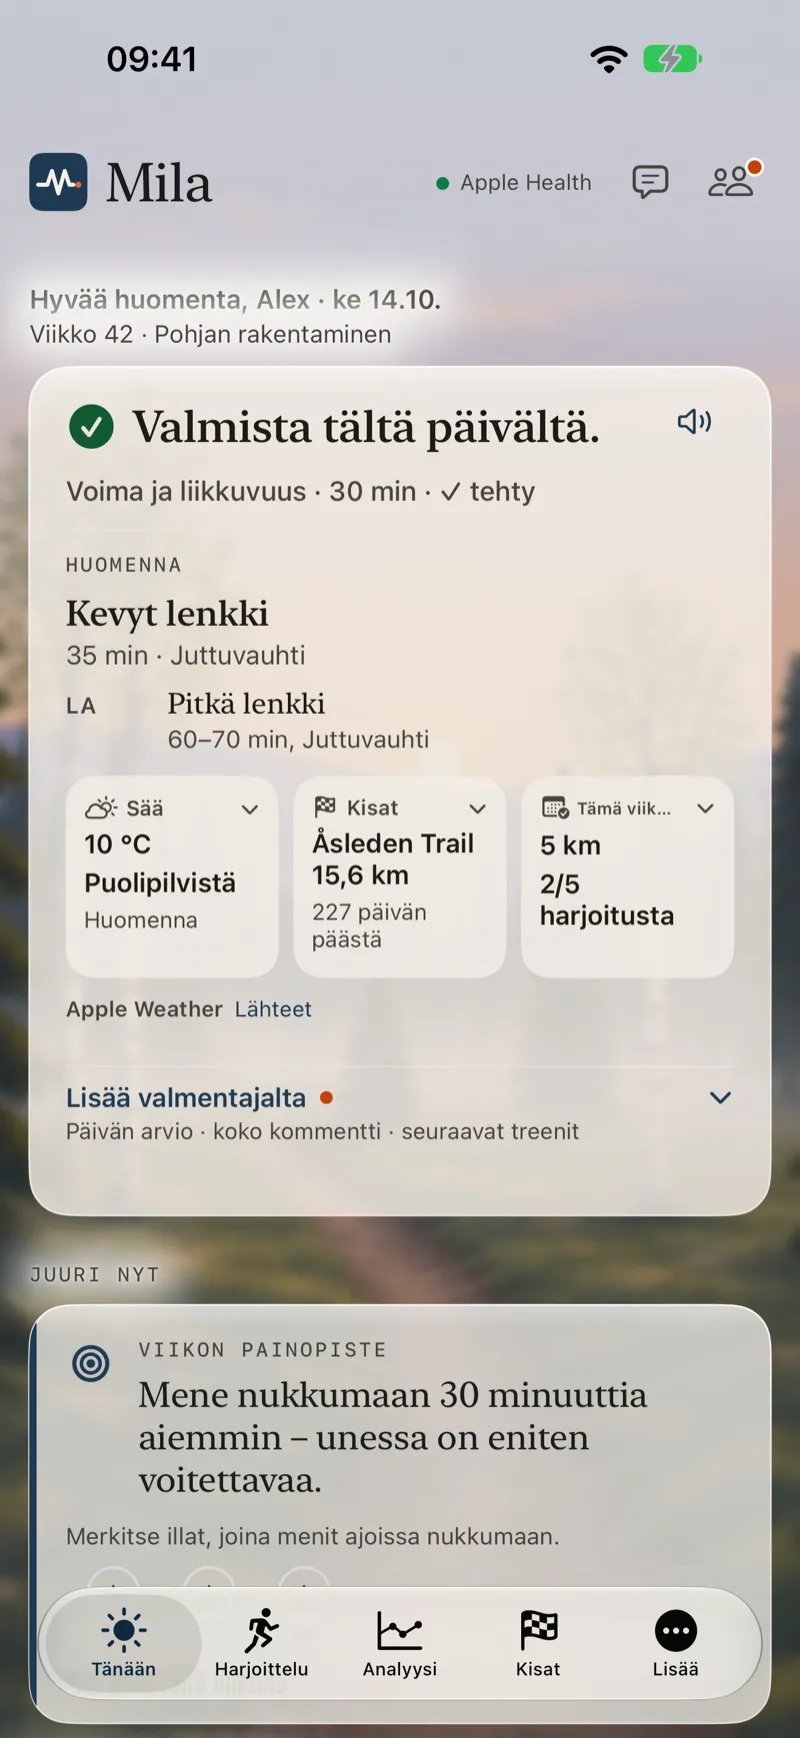 09:41
Mila
Apple Health
Hyvää huomenta, Alex · ke 14.10.
Viikko 42 · Pohjan rakentaminen
Valmista tältä päivältä.
Voima ja liikkuvuus · 30 min · ✓ tehty
HUOMENNA
Kevyt lenkki
35 min · Juttuvauhti
LA
Pitkä lenkki
60–70 min, Juttuvauhti
Sää
10 °C
Puolipilvistä
Huomenna
Kisat
Åsleden Trail
15,6 km
227 päivän
päästä
Tämä viik...
5 km
2/5
harjoitusta
Apple Weather Lähteet
Lisää valmentajalta
Päivän arvio · koko kommentti · seuraavat treenit
JUURI NYT
VIIKON PAINOPISTE
Mene nukkumaan 30 minuuttia
aiemmin – unessa on eniten
voitettavaa.
Merkitse illat, joina menit ajoissa nukkumaan.
Tänään
Harjoittelu
Analyysi
Kisat
Lisää